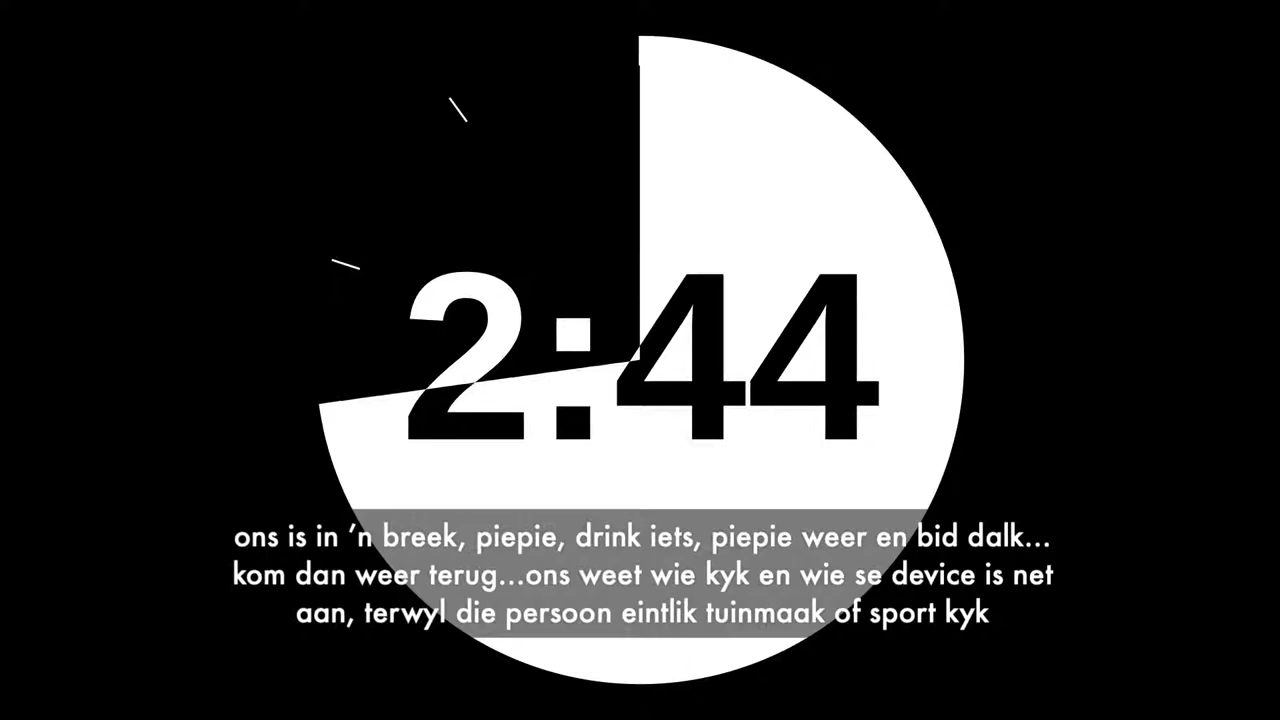 2:44
ons is in ’n breek, piepie, drink iets, piepie weer en bid dalk...
kom dan weer terug...ons weet wie kyk en wie se device is net
aan, terwyl die persoon eintlik tuinmaak of sport kyk